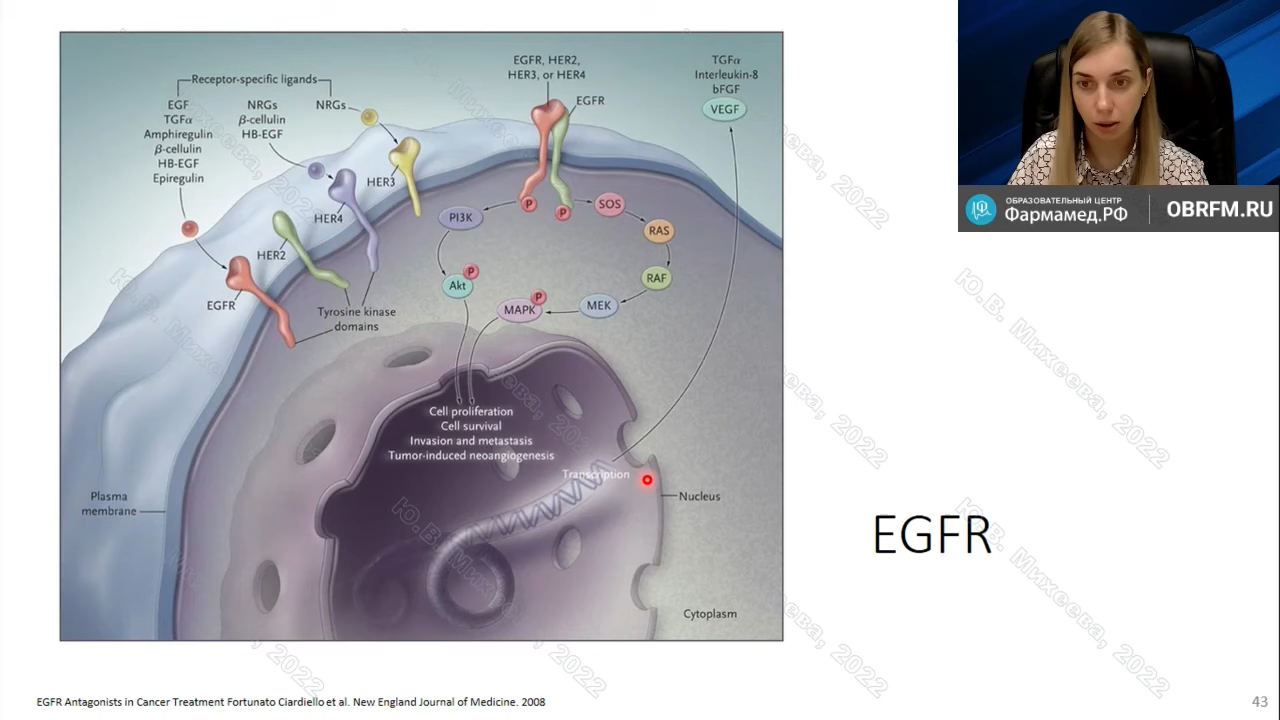 Receptor-specific ligands
EGF
TGFα
Amphiregulin
β-cellulin
HB-EGF
Epiregulin
NRGs
β-cellulin
HB-EGF
NRGs
HER3
HER4
HER2
EGFR
Tyrosine kinase
domains
EGFR, HER2,
HER3, or HER4
EGFR
TGFα
Interleukin-8
bFGF
VEGF
P
P
PI3K
SOS
RAS
RAF
MEK
P
MAPK
P
Akt
Cell proliferation
Cell survival
Invasion and metastasis
Tumor-induced neoangiogenesis
Transcription
Nucleus
Plasma
membrane
Cytoplasm
ОБРАЗОВАТЕЛЬНЫЙ ЦЕНТР
Фармамед.РФ
OBRFM.RU
EGFR
Ю.В. Михеева, 2022
EGFR Antagonists in Cancer Treatment Fortunato Ciardiello et al. New England Journal of Medicine. 2008
43